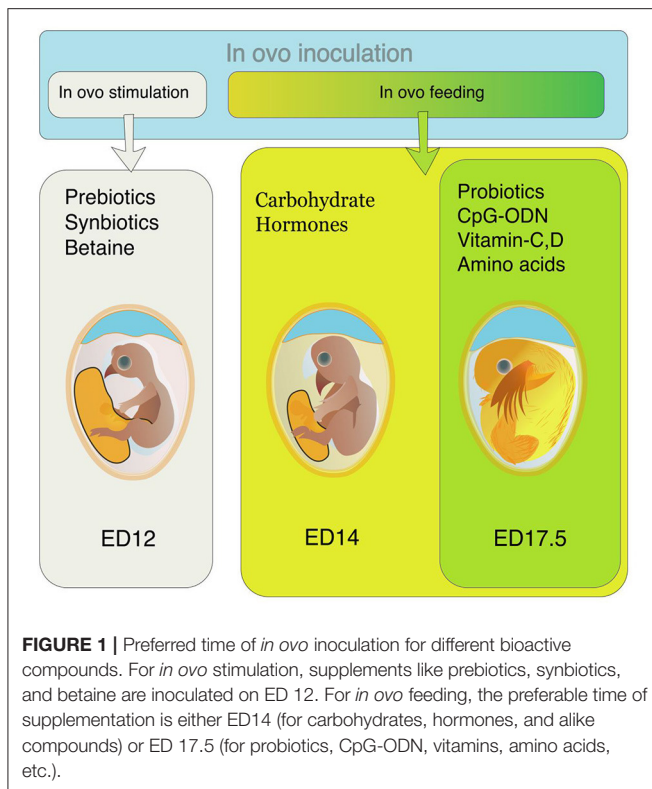 In ovo inoculation
In ovo stimulation
In ovo feeding
Prebiotics
Synbiotics
Betaine
ED12
Carbohydrate
Hormones
ED14
Probiotics
CpG-ODN
Vitamin-C,D
Amino acids
ED17.5
FIGURE 1 | Preferred time of in ovo inoculation for different bioactive
compounds. For in ovo stimulation, supplements like prebiotics, synbiotics,
and betaine are inoculated on ED 12. For in ovo feeding, the preferable time of
supplementation is either ED14 (for carbohydrates, hormones, and alike
compounds) or ED 17.5 (for probiotics, CpG-ODN, vitamins, amino acids,
etc.).